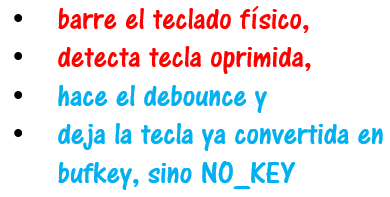 • barre el teclado físico,
• detecta tecla oprimida,
• hace el debounce y
• deja la tecla ya convertida en
bufkey, sino NO_KEY